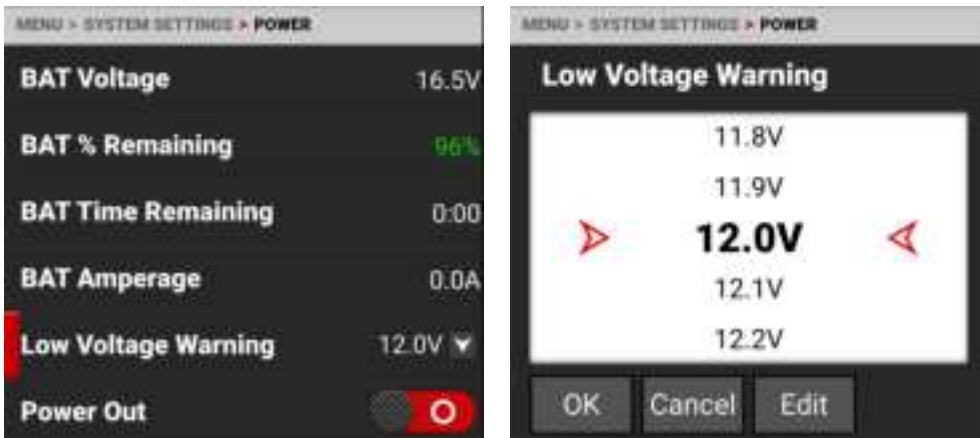 MENU > SYSTEM SETTINGS > POWER
BAT Voltage 16.5V
BAT % Remaining 96%
BAT Time Remaining 0:00
BAT Amperage 0.0A
Low Voltage Warning 12.0V
Power Out
MENU > SYSTEM SETTINGS > POWER
Low Voltage Warning
11.8V
11.9V
12.0V
12.1V
12.2V
OK Cancel Edit